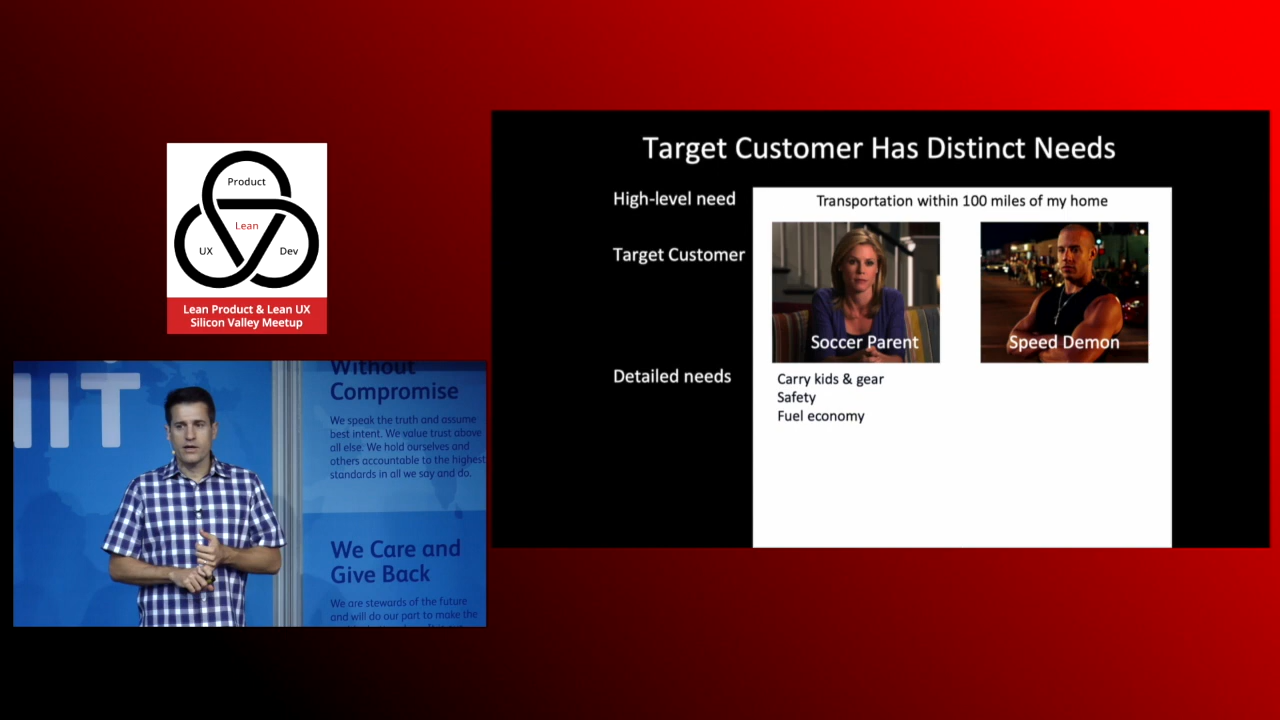 Product
Lean
UX
Dev
Lean Product & Lean UX
Silicon Valley Meetup
IIT
Without
Compromise
We speak the truth and assume
best intent. We value trust above
all else. We hold ourselves and
others accountable to the highest
standards in all we say and do.
We Care and
Give Back
We are stewards of the future
and will do our part to make the
Target Customer Has Distinct Needs
High-level need
Transportation within 100 miles of my home
Target Customer
Soccer Parent
Speed Demon
Detailed needs
Carry kids & gear
Safety
Fuel economy